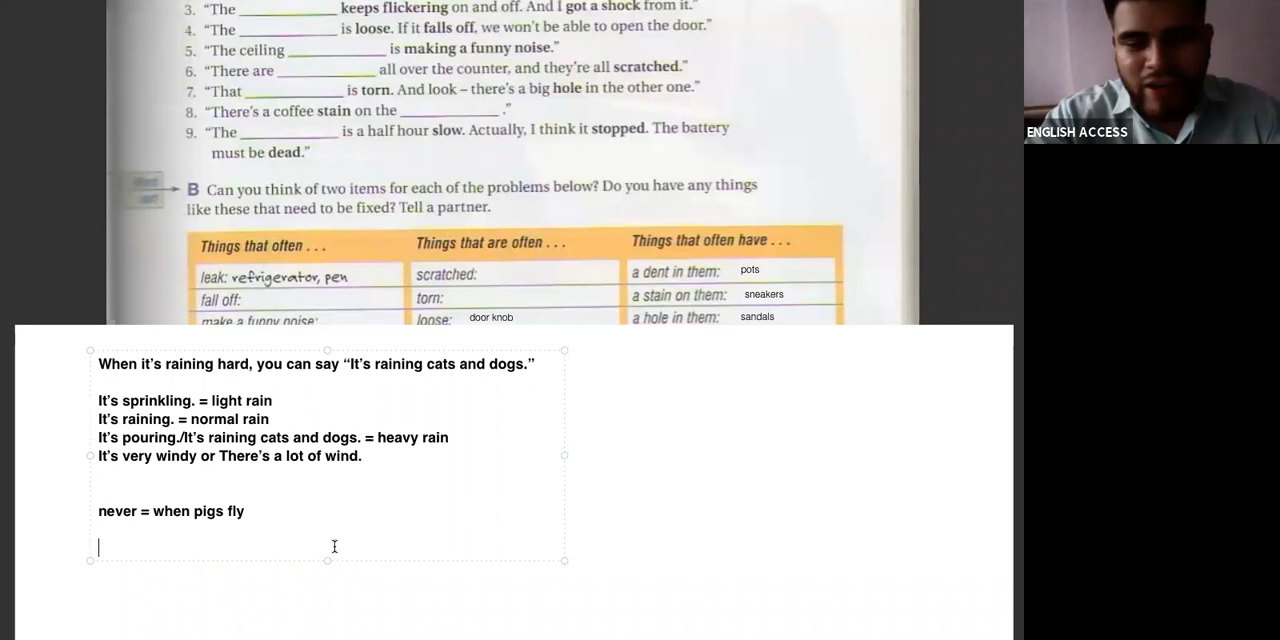 3. "The ____________ keeps flickering on and off. And I got a shock from it."
4. "The ____________ is loose. If it falls off, we won't be able to open the door."
5. "The ceiling ____________ is making a funny noise."
6. "There are ____________ all over the counter, and they're all scratched."
7. "That ____________ is torn. And look – there's a big hole in the other one."
8. "There's a coffee stain on the ____________."
9. "The ____________ is a half hour slow. Actually, I think it stopped. The battery
must be dead."
B Can you think of two items for each of the problems below? Do you have any things
like these that need to be fixed? Tell a partner.
Things that often . . . Things that are often . . . Things that often have . . .
leak: refrigerator, pen scratched: a dent in them: pots
fall off: torn: a stain on them: sneakers
make a funny noise: loose: door knob a hole in them: sandals
When it's raining hard, you can say “It's raining cats and dogs.”
It's sprinkling. = light rain
It's raining. = normal rain
It's pouring./It's raining cats and dogs. = heavy rain
It's very windy or There's a lot of wind.
never = when pigs fly
ENGLISH ACCESS